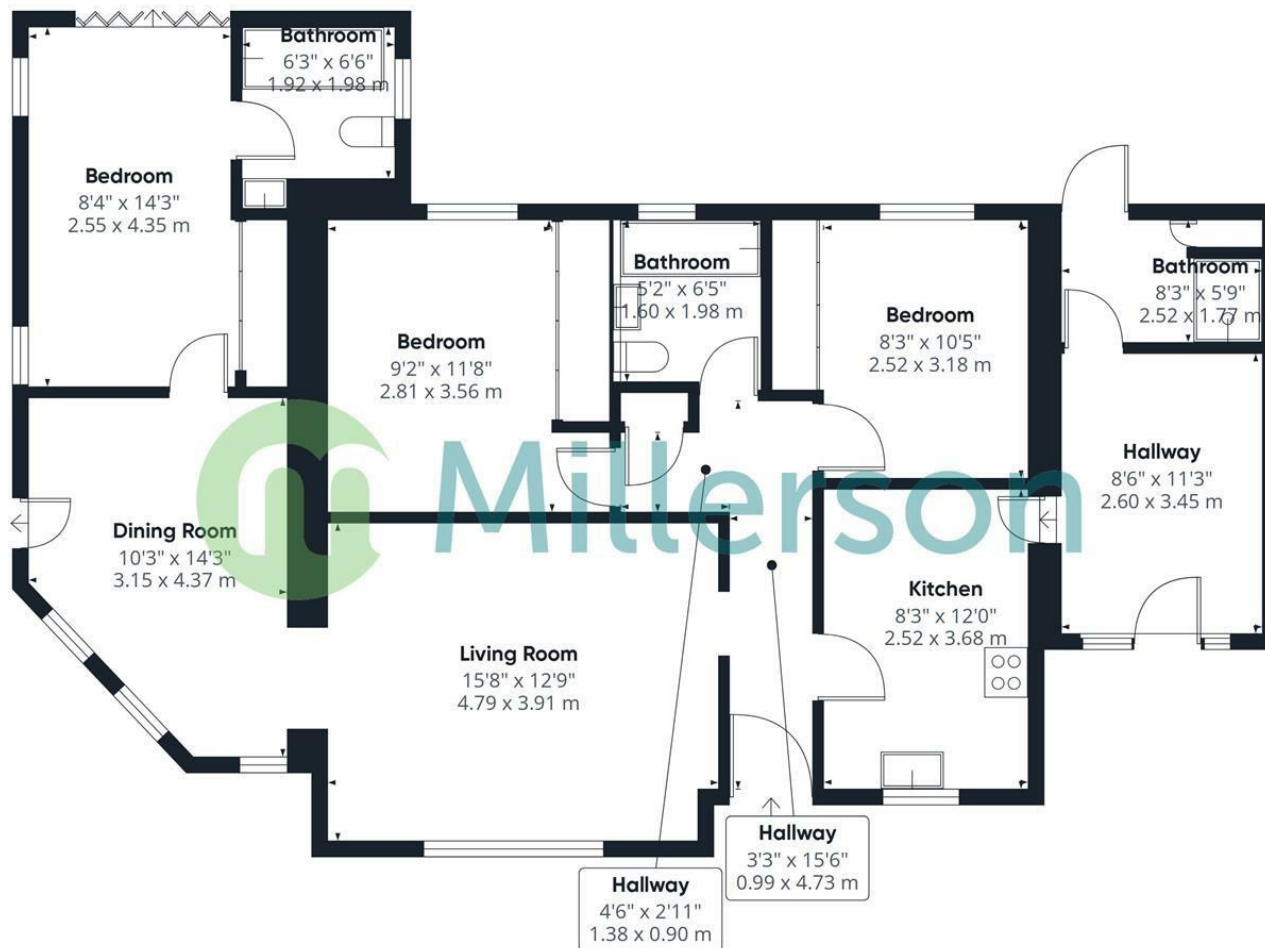 Bathroom
6'3" x 6'6"
1.92 x 1.98 m
Bedroom
8'4" x 14'3"
2.55 x 4.35 m
Bedroom
9'2" x 11'8"
2.81 x 3.56 m
Bathroom
5'2" x 6'5"
1.60 x 1.98 m
Bedroom
8'3" x 10'5"
2.52 x 3.18 m
Bathroom
8'3" x 5'9"
2.52 x 1.77 m
Hallway
8'6" x 11'3"
2.60 x 3.45 m
Millerson
Dining Room
10'3" x 14'3"
3.15 x 4.37 m
Living Room
15'8" x 12'9"
4.79 x 3.91 m
Kitchen
8'3" x 12'0"
2.52 x 3.68 m
Hallway
3'3" x 15'6"
0.99 x 4.73 m
Hallway
4'6" x 2'11"
1.38 x 0.90 m